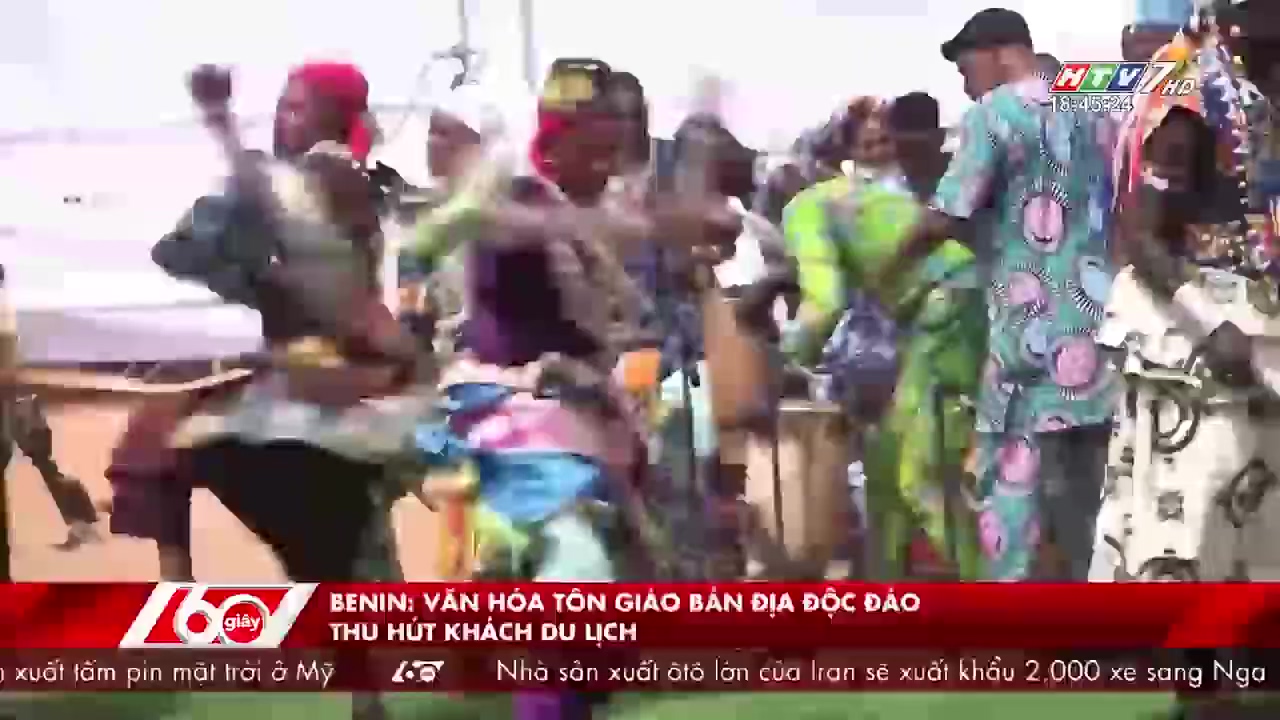 HTV7 HD
18:45:24
60 giây
BENIN: VĂN HÓA TÔN GIÁO BẢN ĐỊA ĐỘC ĐÁO
THU HÚT KHÁCH DU LỊCH
xuất tấm pin mặt trời ở Mỹ
Nhà sản xuất ôtô lớn của Iran sẽ xuất khẩu 2,000 xe sang Nga